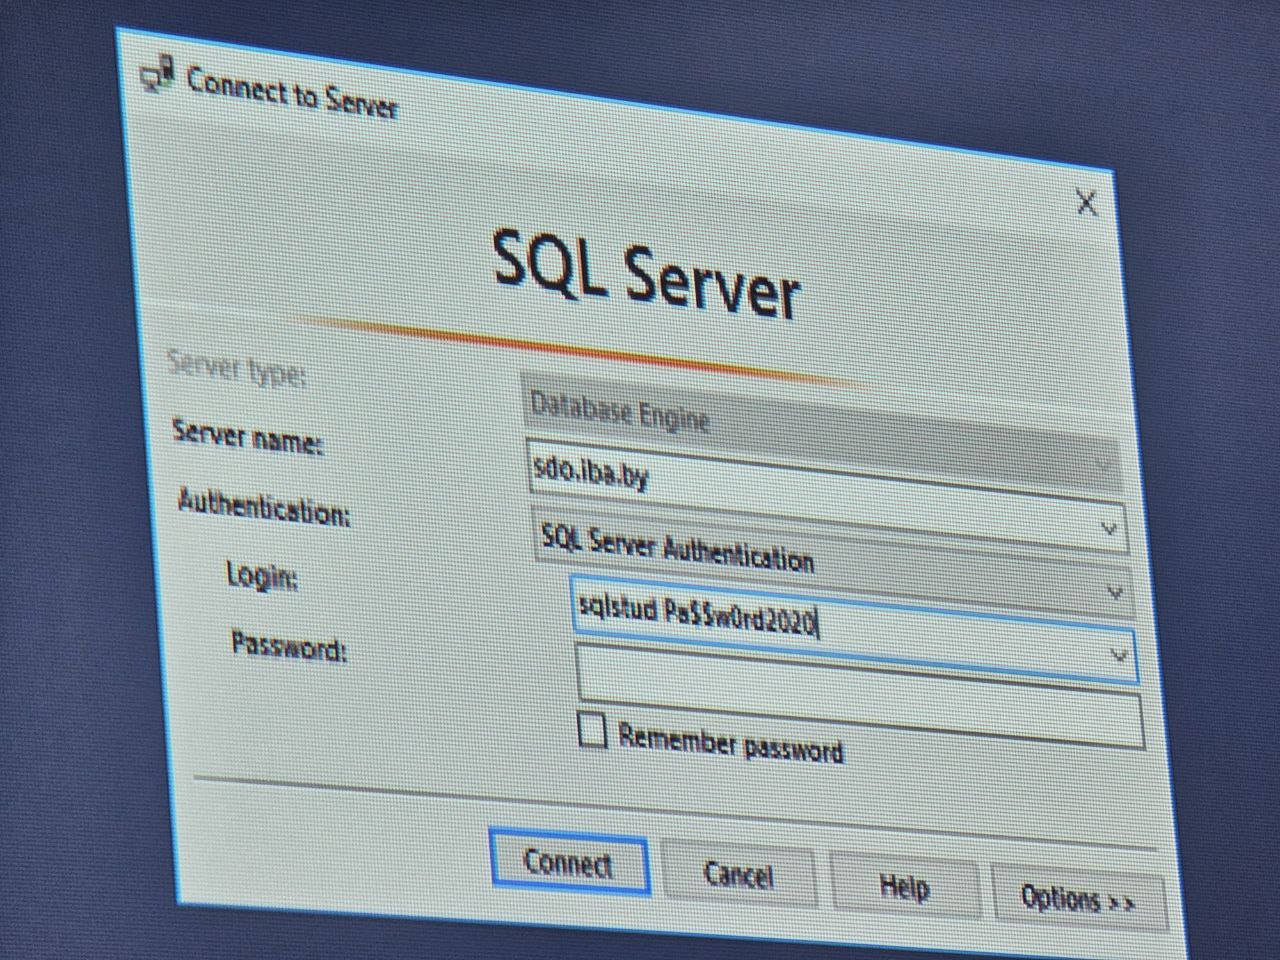 Connect to Server
SQL Server
Server type:
Database Engine
Server name:
sdo.iba.by
Authentication:
SQL Server Authentication
Login:
sqlstud Pa$$w0rd2020
Password:
Remember password
Connect
Cancel
Help
Options >>